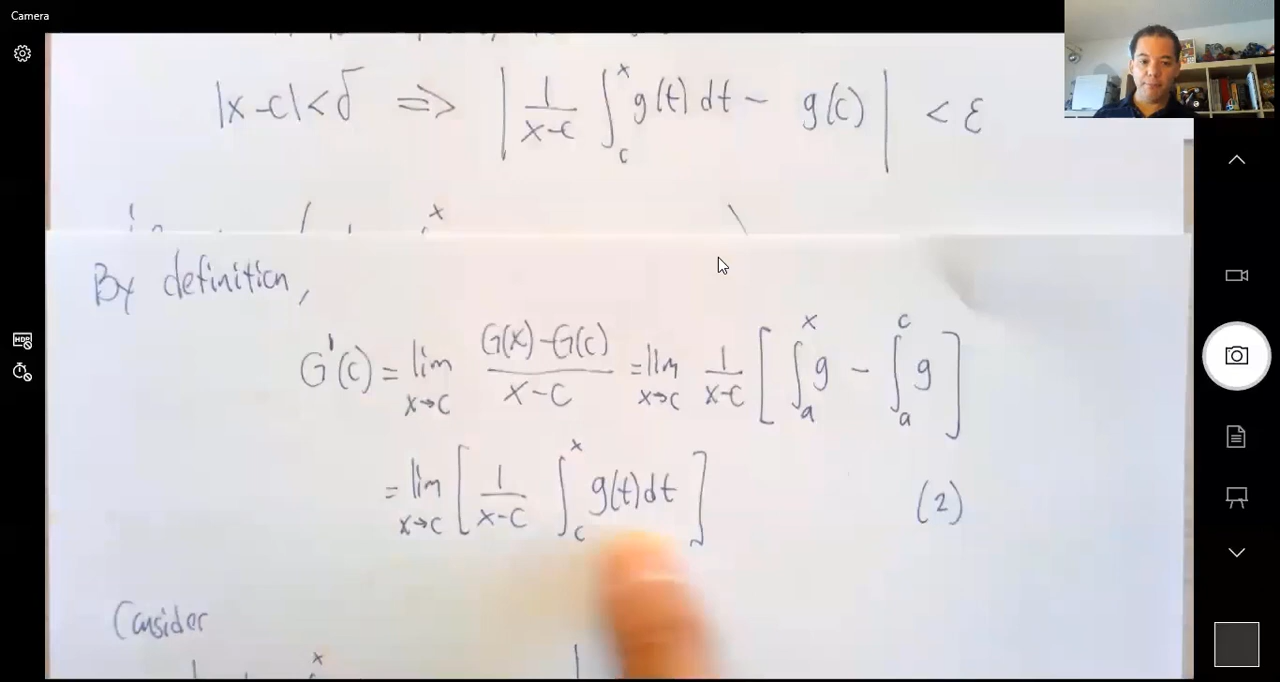 Camera
|x-c|<δ => | 1/(x-c) ∫_c^x g(t) dt - g(c) | < ε
By definition,
G'(c) = lim_{x→c} (G(x)-G(c))/(x-c) = lim_{x→c} 1/(x-c) [ ∫_a^x g - ∫_a^c g ]
= lim_{x→c} [ 1/(x-c) ∫_c^x g(t)dt ] (2)
Consider